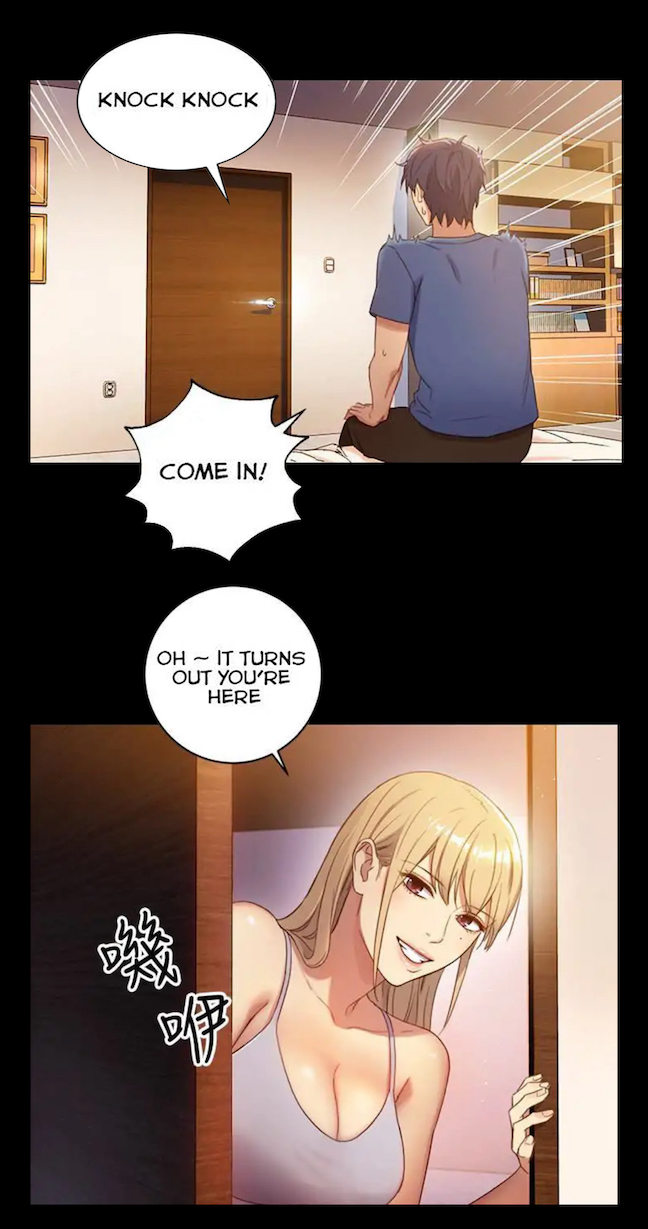 KNOCK KNOCK
COME IN!
OH ~ IT TURNS
OUT YOU'RE
HERE
嘰
咿